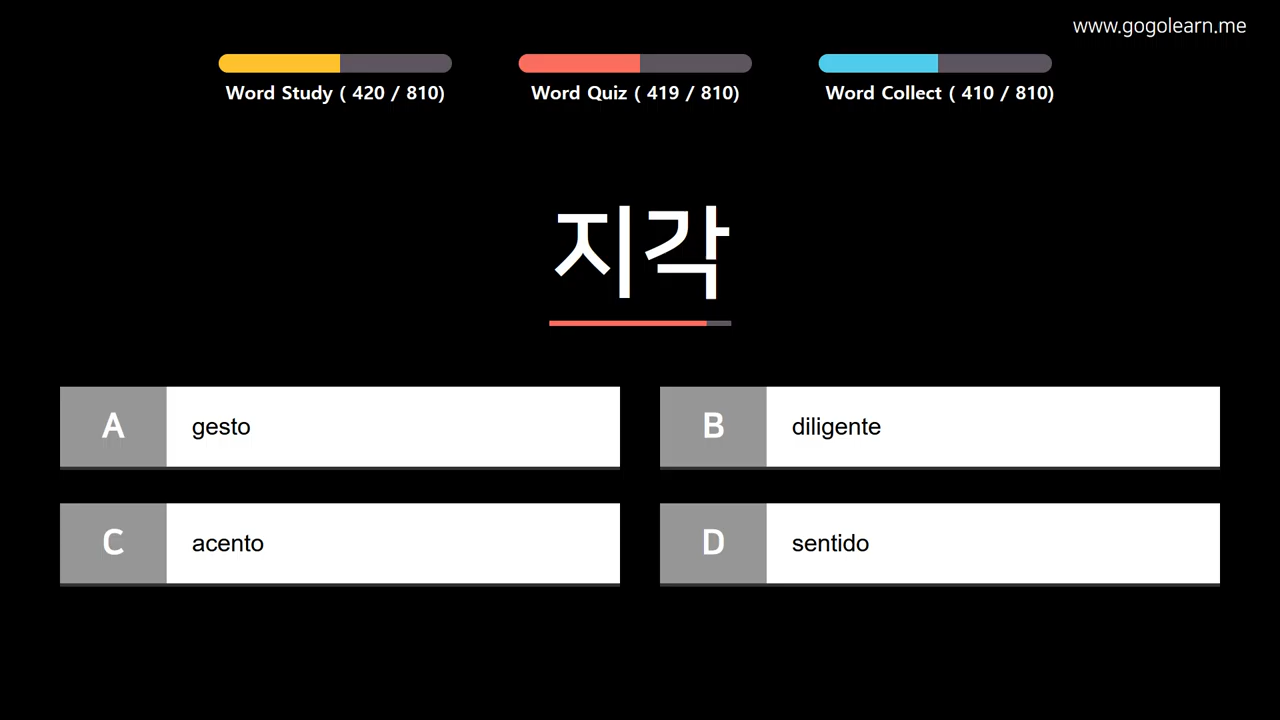 www.gogolearn.me
Word Study ( 420 / 810)
Word Quiz ( 419 / 810)
Word Collect ( 410 / 810)
지각
A
gesto
B
diligente
C
acento
D
sentido